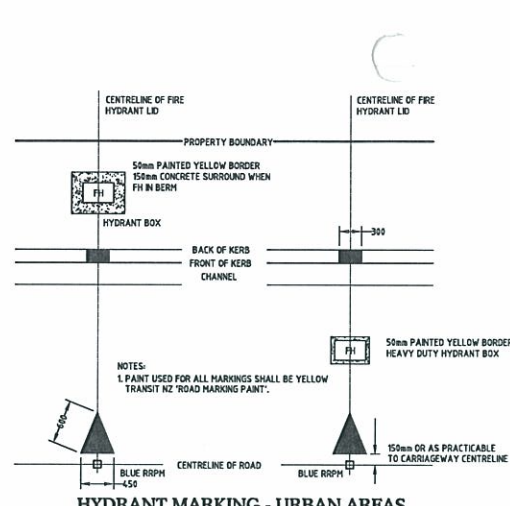 CENTRELINE OF FIRE
HYDRANT LID
CENTRELINE OF FIRE
HYDRANT LID
PROPERTY BOUNDARY
50mm PAINTED YELLOW BORDER
150mm CONCRETE SURROUND WHEN
FH IN BERM
FH
HYDRANT BOX
300
BACK OF KERB
FRONT OF KERB
CHANNEL
FH
50mm PAINTED YELLOW BORDER
HEAVY DUTY HYDRANT BOX
NOTES:
1. PAINT USED FOR ALL MARKINGS SHALL BE YELLOW
TRANSIT NZ 'ROAD MARKING PAINT'.
600
150mm OR AS PRACTICABLE
TO CARRIAGEWAY CENTRELINE
CENTRELINE OF ROAD
BLUE RRPM
BLUE RRPM
450
HYDRANT MARKING - URBAN AREAS